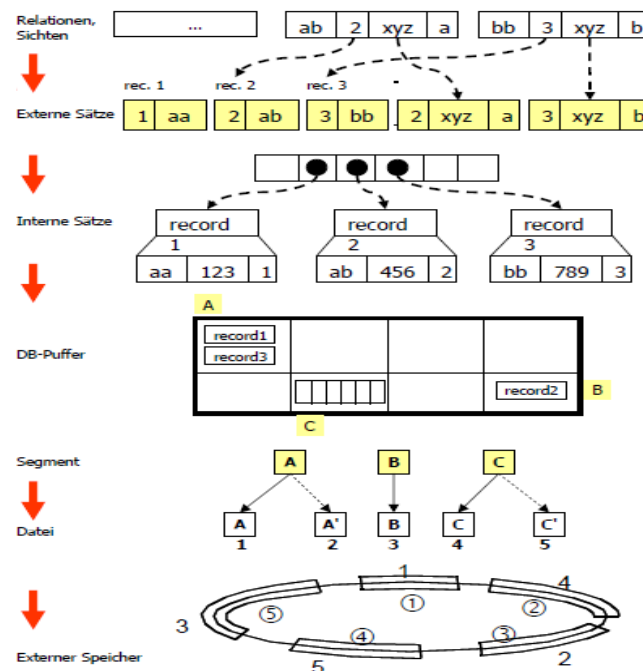 Relationen,
Sichten
...
ab 2 xyz a
bb 3 xyz b
rec. 1 rec. 2 rec. 3 -
Externe Sätze
1 aa 2 ab 3 bb 2 xyz a 3 xyz b
Interne Sätze
record record record
1 2 3
aa 123 1 ab 456 2 bb 789 3
A
record1
record3
DB-Puffer
record2 B
C
Segment
A B C
Datei
A A' B C C'
1 2 3 4 5
1 4
⑤ ① ②
3
④ ③
5 2
Externer Speicher